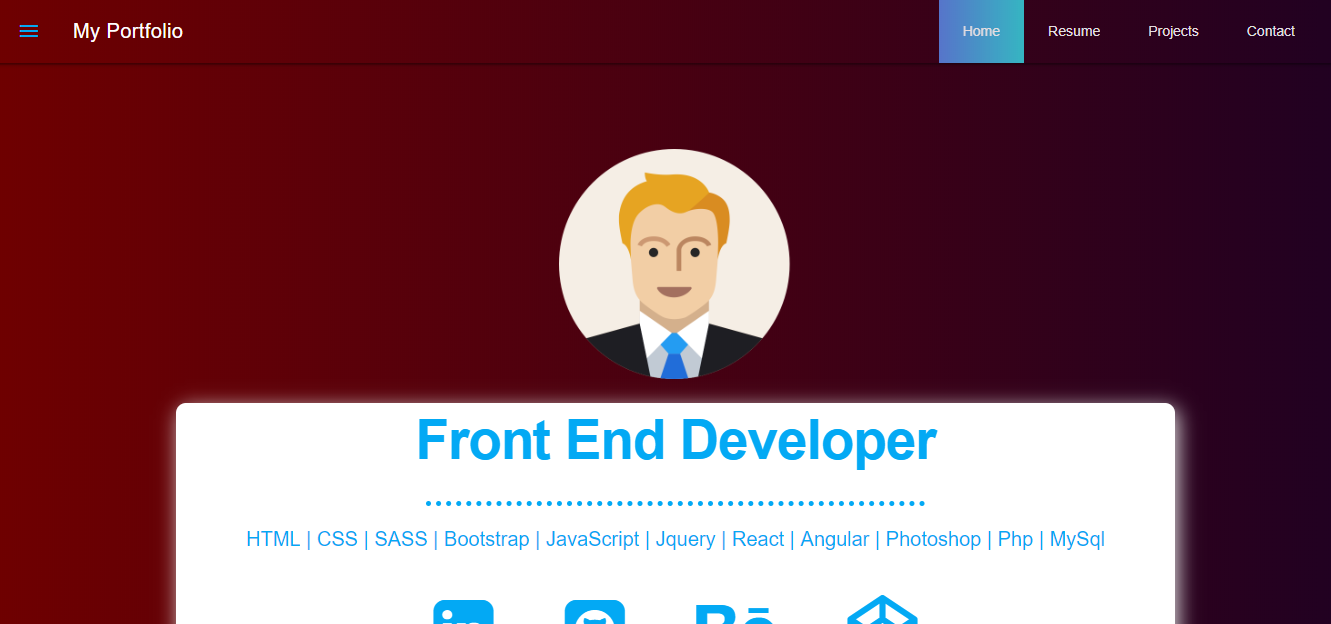 My Portfolio
Home Resume Projects Contact
Front End Developer
HTML | CSS | SASS | Bootstrap | JavaScript | Jquery | React | Angular | Photoshop | Php | MySql